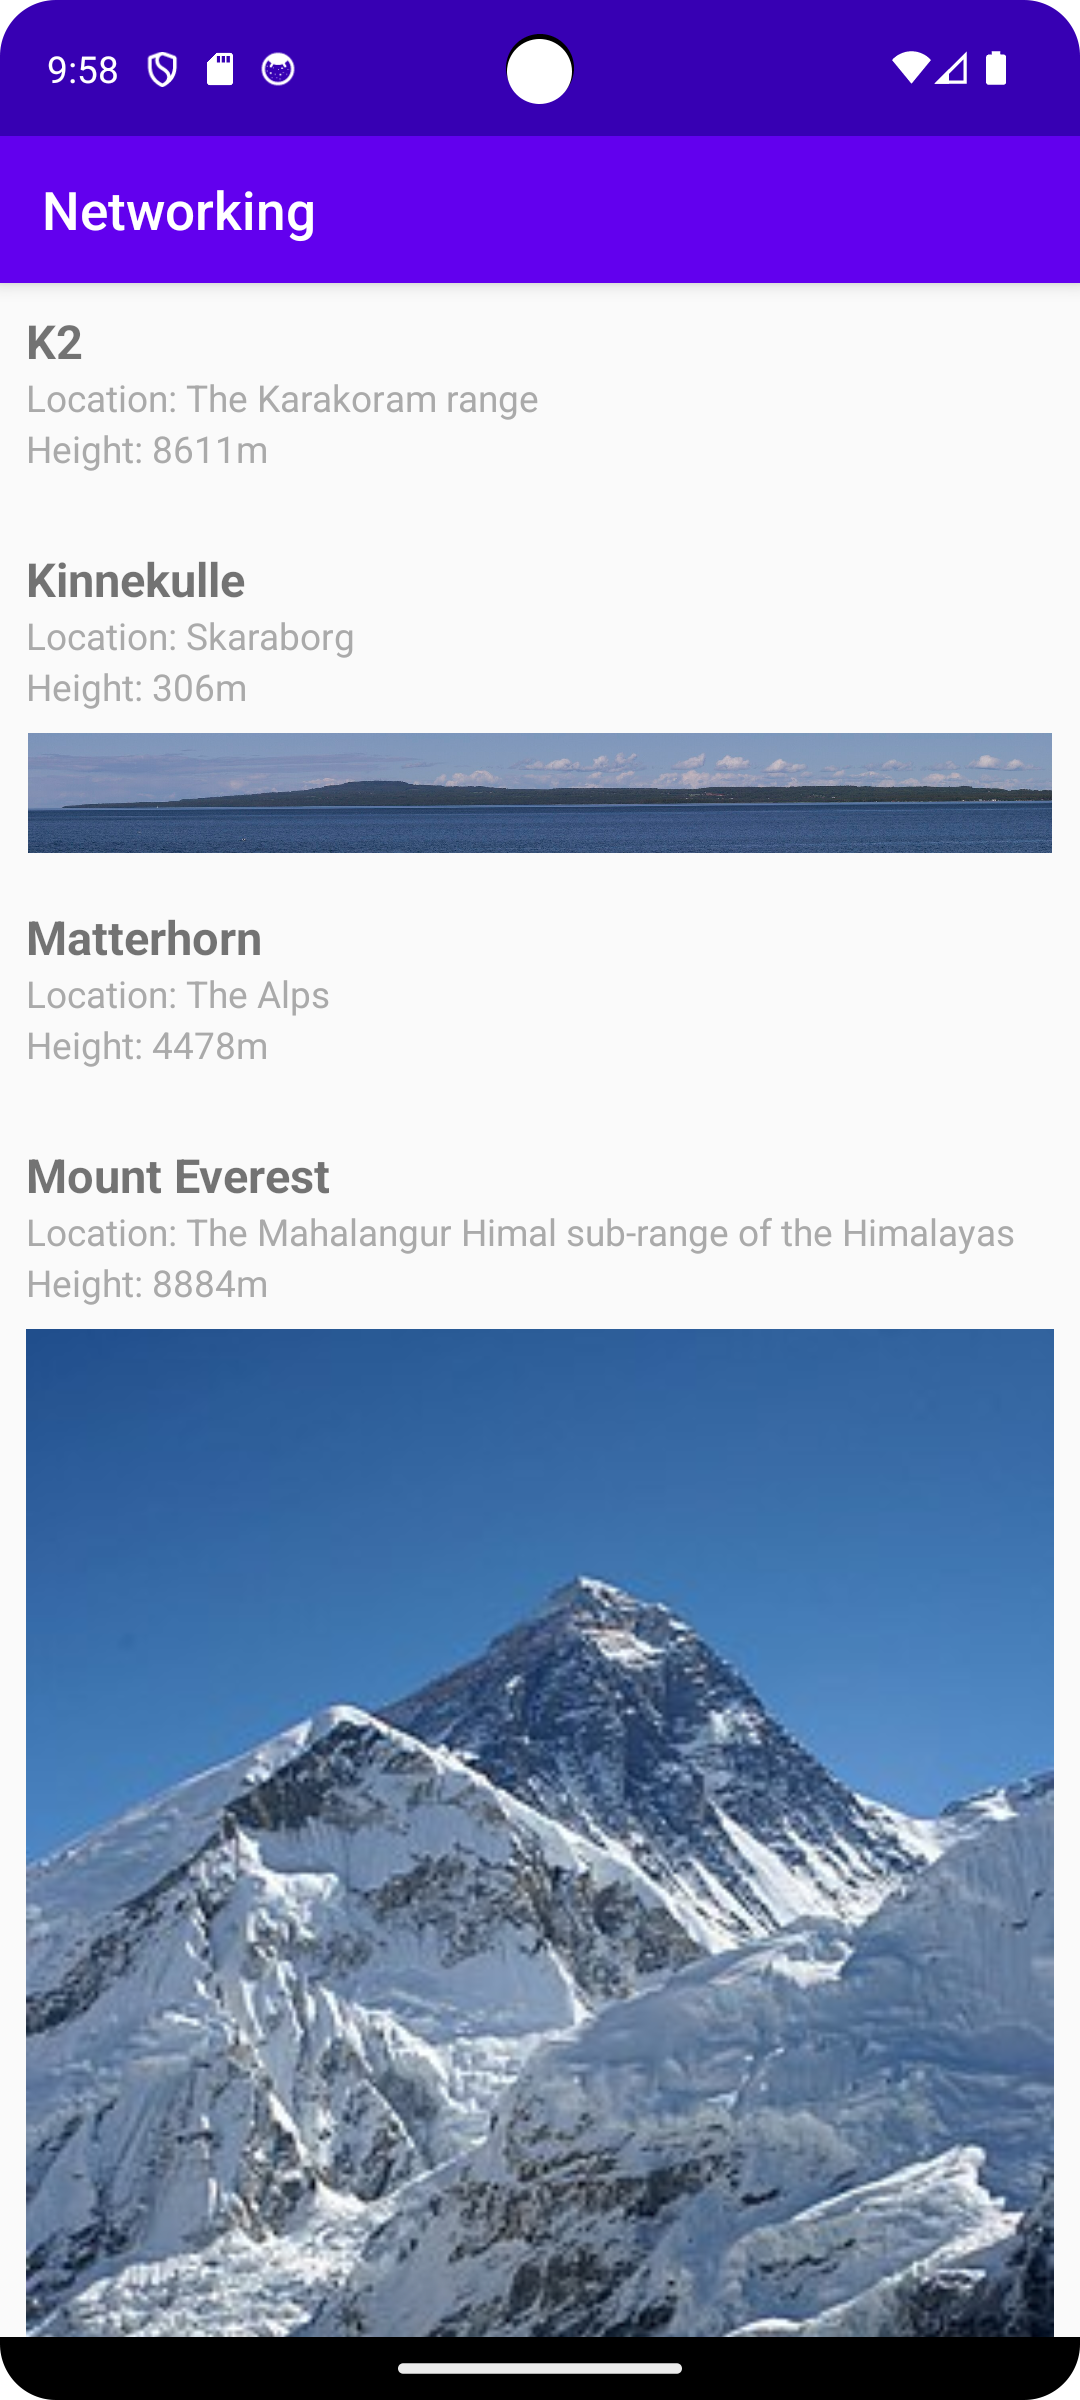 9:58
Networking
K2
Location: The Karakoram range
Height: 8611m
Kinnekulle
Location: Skaraborg
Height: 306m
Matterhorn
Location: The Alps
Height: 4478m
Mount Everest
Location: The Mahalangur Himal sub-range of the Himalayas
Height: 8884m